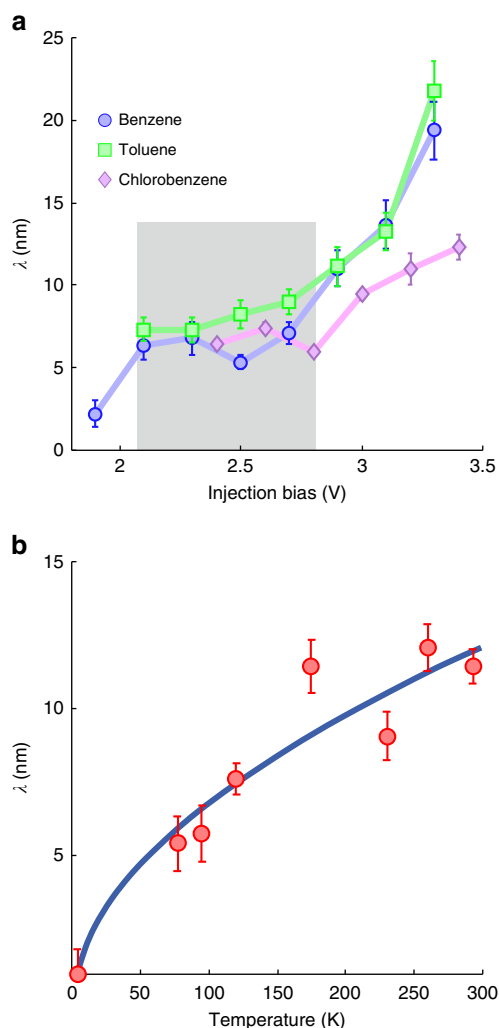 a
25
20
15
10
5
0
λ (nm)
Benzene
Toluene
Chlorobenzene
2
2.5
3
3.5
Injection bias (V)
b
15
10
5
λ (nm)
0
50
100
150
200
250
300
Temperature (K)